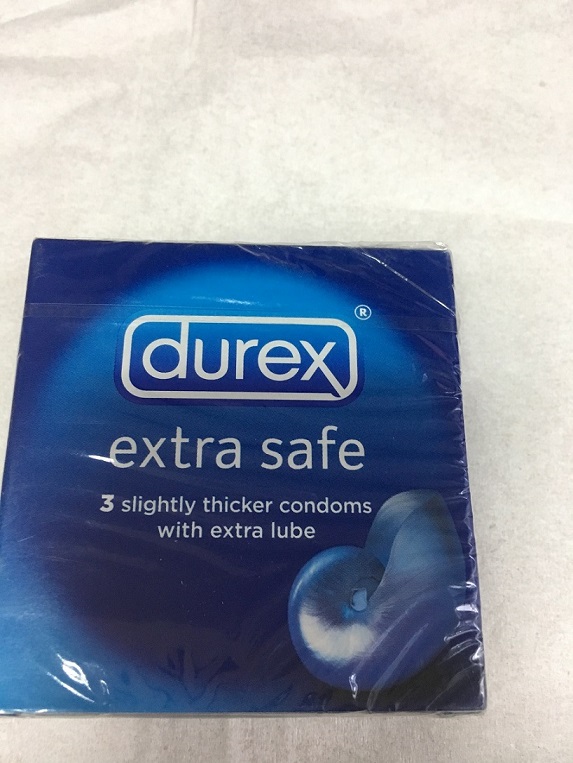 durex®
extra safe
3 slightly thicker condoms
with extra lube